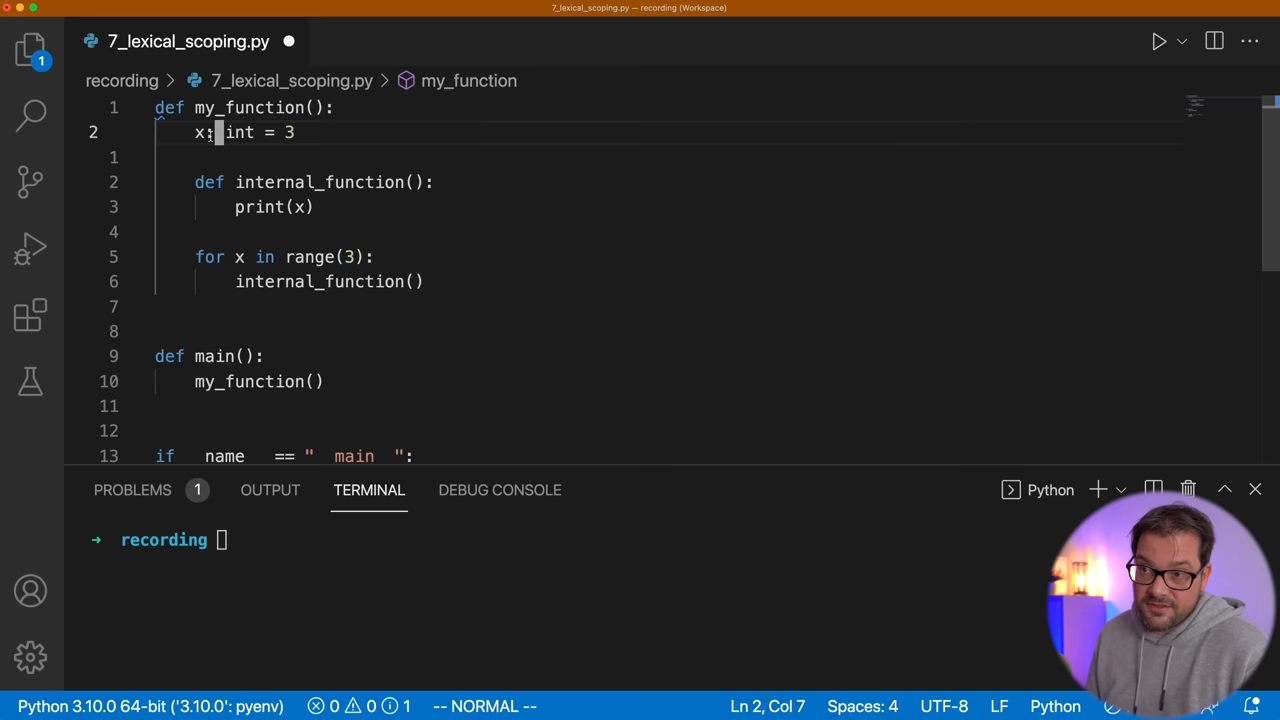 7_lexical_scoping.py — recording (Workspace)
1
7_lexical_scoping.py
recording > 7_lexical_scoping.py > my_function
1 def my_function():
2 x: int = 3
1
2 def internal_function():
3 print(x)
4
5 for x in range(3):
6 internal_function()
7
8
9 def main():
10 my_function()
11
12
13 if __name__ == "__main__":
PROBLEMS 1 OUTPUT TERMINAL DEBUG CONSOLE Python
→ recording
Python 3.10.0 64-bit ('3.10.0': pyenv) 0 0 1 -- NORMAL -- Ln 2, Col 7 Spaces: 4 UTF-8 LF Python